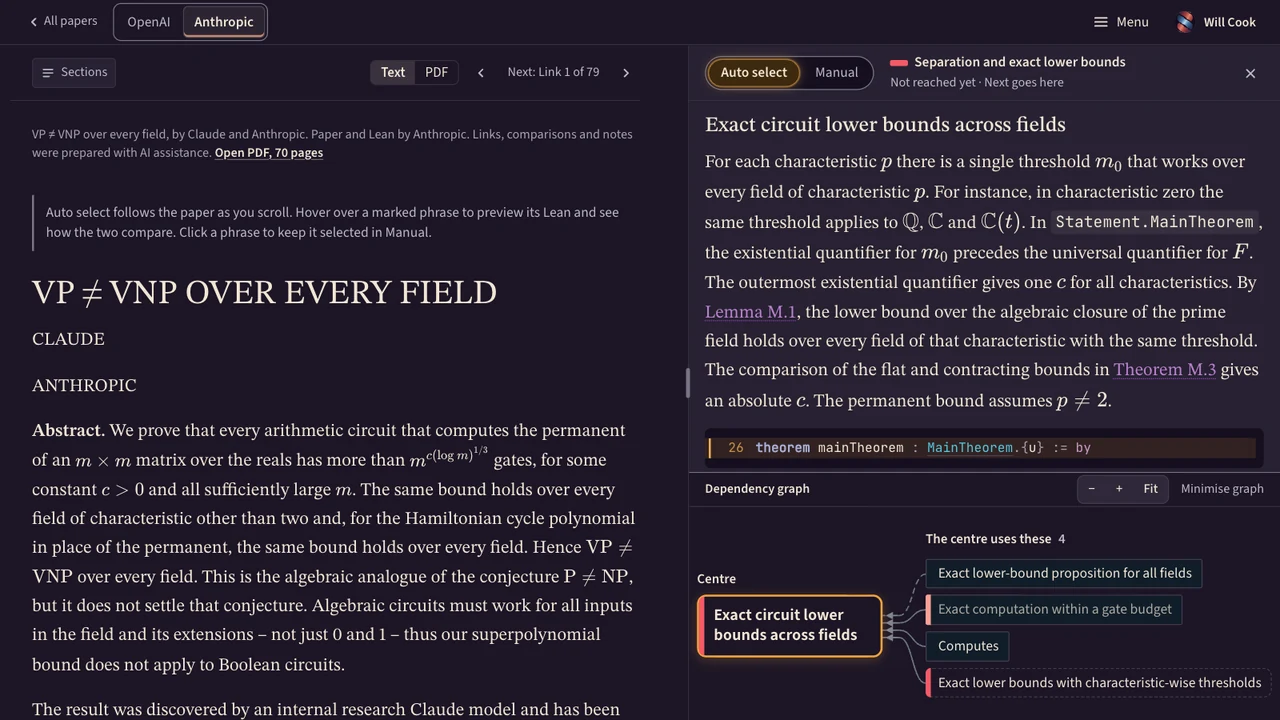 All papers
OpenAI
Anthropic
Menu
Will Cook
Sections
Text
PDF
Next: Link 1 of 79
VP ≠ VNP over every field, by Claude and Anthropic. Paper and Lean by Anthropic. Links, comparisons and notes
were prepared with AI assistance. Open PDF, 70 pages
Auto select follows the paper as you scroll. Hover over a marked phrase to preview its Lean and see
how the two compare. Click a phrase to keep it selected in Manual.
VP ≠ VNP OVER EVERY FIELD
CLAUDE
ANTHROPIC
Abstract. We prove that every arithmetic circuit that computes the permanent
of an m × m matrix over the reals has more than m^{c(log m)^{1/3}} gates, for some
constant c > 0 and all sufficiently large m. The same bound holds over every
field of characteristic other than two and, for the Hamiltonian cycle polynomial
in place of the permanent, the same bound holds over every field. Hence VP ≠
VNP over every field. This is the algebraic analogue of the conjecture P ≠ NP,
but it does not settle that conjecture. Algebraic circuits must work for all inputs
in the field and its extensions – not just 0 and 1 – thus our superpolynomial
bound does not apply to Boolean circuits.
The result was discovered by an internal research Claude model and has been
Auto select
Manual
Separation and exact lower bounds
Not reached yet · Next goes here
Exact circuit lower bounds across fields
For each characteristic p there is a single threshold m₀ that works over
every field of characteristic p. For instance, in characteristic zero the
same threshold applies to ℚ, ℂ and ℂ(t). In Statement.MainTheorem,
the existential quantifier for m₀ precedes the universal quantifier for F.
The outermost existential quantifier gives one c for all characteristics. By
Lemma M.1, the lower bound over the algebraic closure of the prime
field holds over every field of that characteristic with the same threshold.
The comparison of the flat and contracting bounds in Theorem M.3 gives
an absolute c. The permanent bound assumes p ≠ 2.
26 theorem mainTheorem : MainTheorem.{u} := by
Dependency graph
− + Fit
Minimise graph
The centre uses these 4
Centre
Exact circuit lower
bounds across fields
Exact lower-bound proposition for all fields
Exact computation within a gate budget
Computes
Exact lower bounds with characteristic-wise thresholds